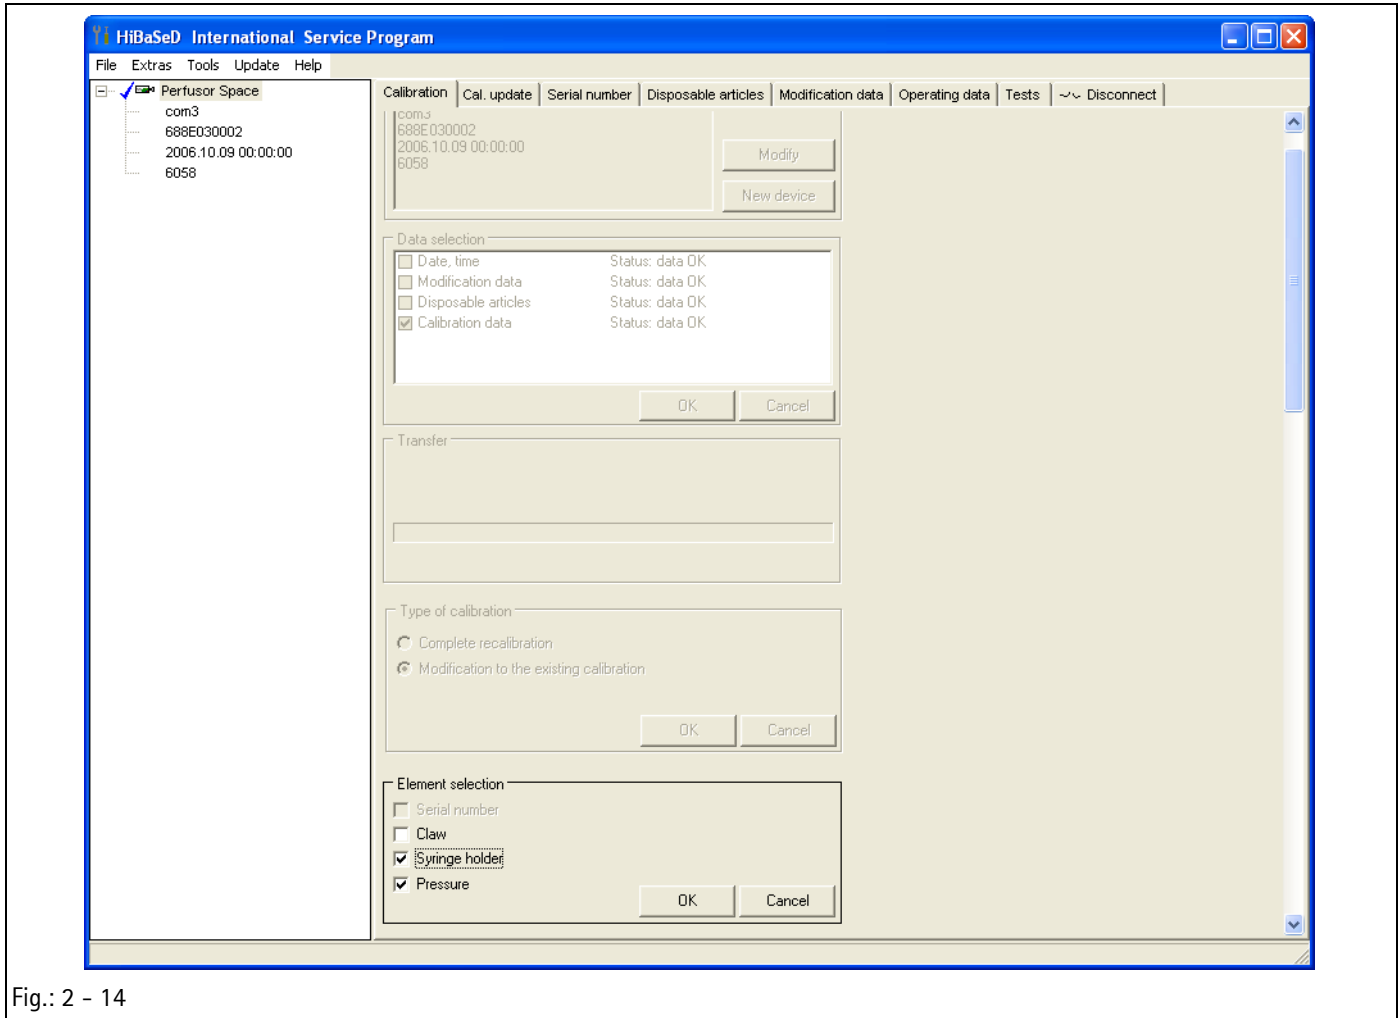 HiBaSeD International Service Program
File Extras Tools Update Help
Perfusor Space
com3
688E030002
2006.10.09 00:00:00
6058
Calibration Cal. update Serial number Disposable articles Modification data Operating data Tests Disconnect
com3
688E030002
2006.10.09 00:00:00
6058
Modify
New device
Data selection
Date, time Status: data OK
Modification data Status: data OK
Disposable articles Status: data OK
Calibration data Status: data OK
OK Cancel
Transfer
Type of calibration
Complete recalibration
Modification to the existing calibration
OK Cancel
Element selection
Serial number
Claw
Syringe holder
Pressure
OK Cancel
Fig.: 2 – 14